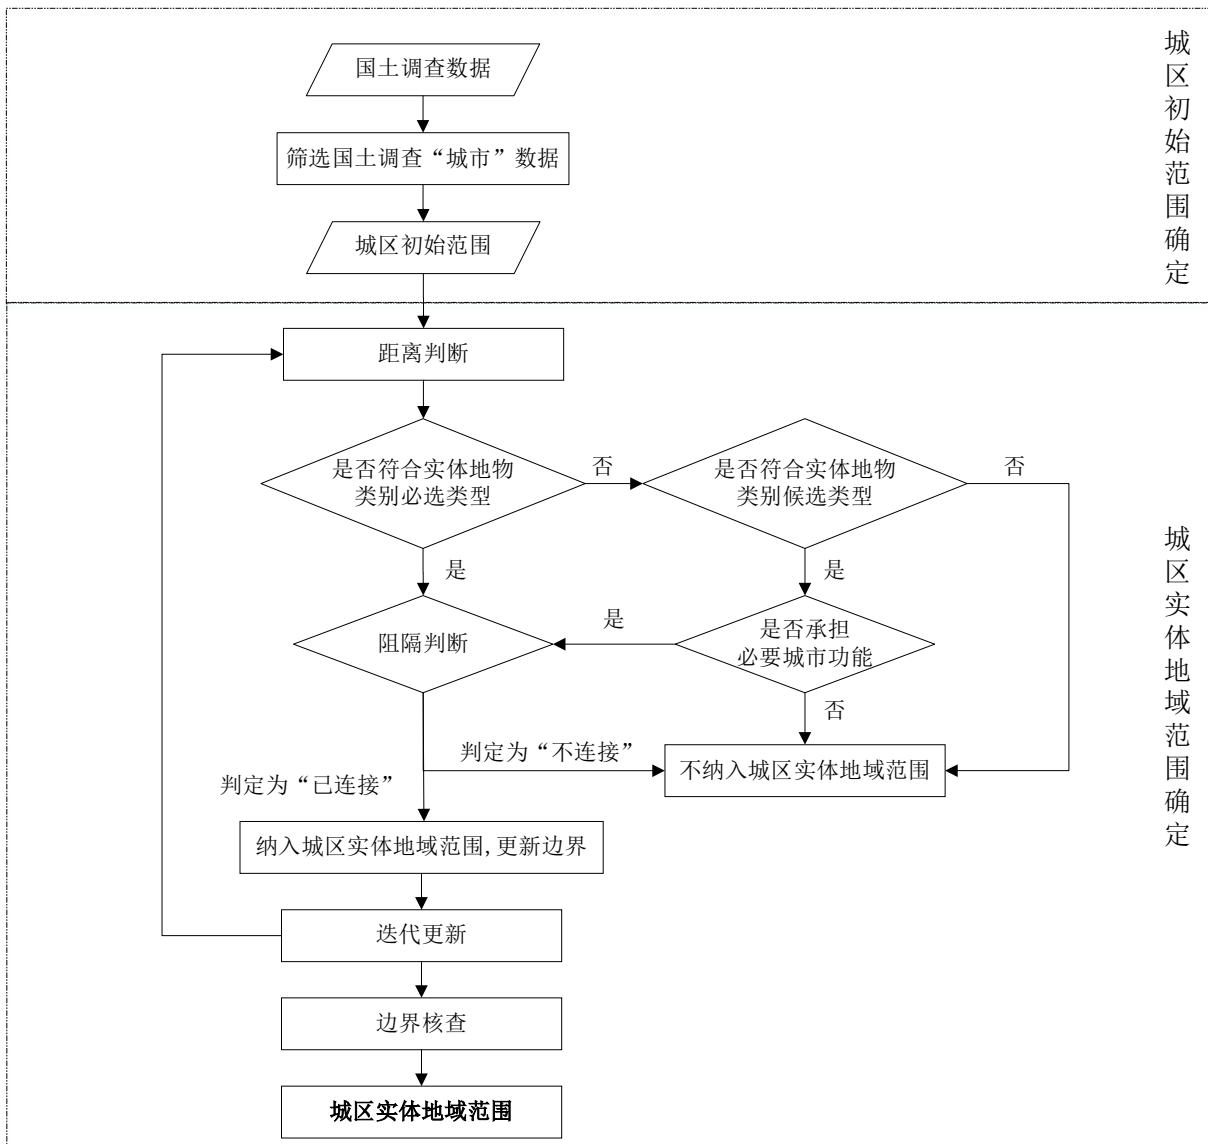 国土调查数据
筛选国土调查“城市”数据
城区初始范围
城区初始范围确定
距离判断
是否符合实体地物
类别必选类型
否
是否符合实体地物
类别候选类型
否
是
是
阻隔判断
是
是否承担
必要城市功能
否
判定为“不连接”
不纳入城区实体地域范围
判定为“已连接”
纳入城区实体地域范围,更新边界
迭代更新
边界核查
城区实体地域范围
城区实体地域范围确定